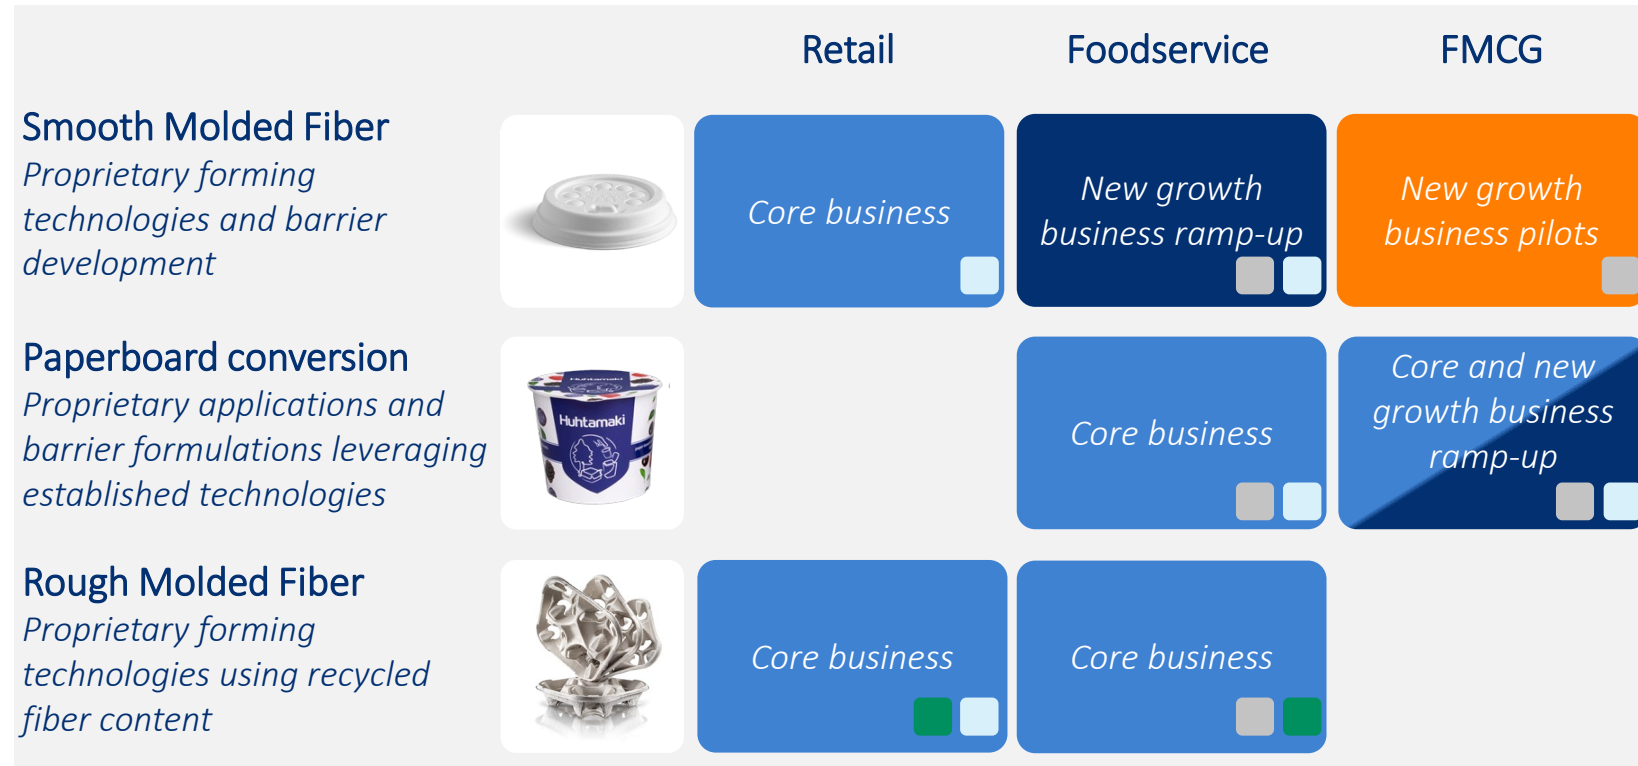 Retail
Foodservice
FMCG
Smooth Molded Fiber
Proprietary forming
technologies and barrier
development
Core business
New growth
business ramp-up
New growth
business pilots
Paperboard conversion
Proprietary applications and
barrier formulations leveraging
established technologies
Huhtamaki
Huhtamaki
Core business
Core and new
growth business
ramp-up
Rough Molded Fiber
Proprietary forming
technologies using recycled
fiber content
Core business
Core business